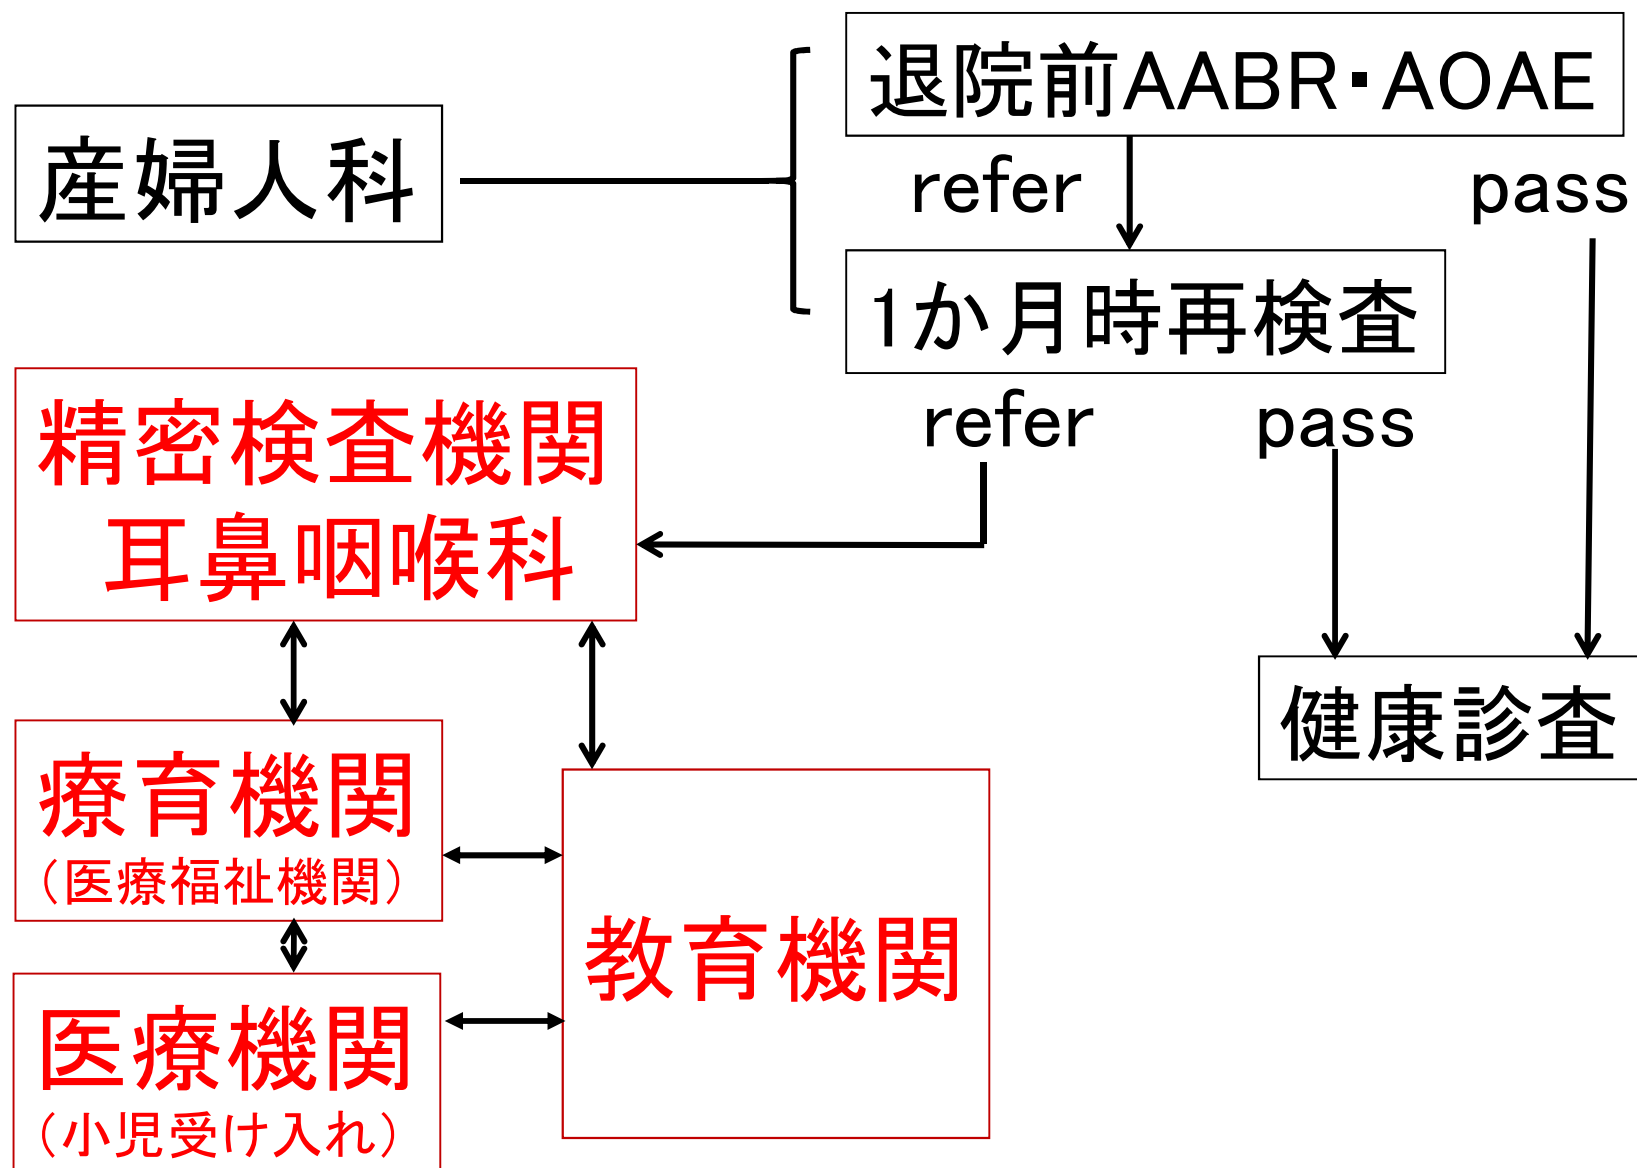 退院前AABR・AOAE
産婦人科
refer
pass
1か月時再検査
refer
pass
精密検査機関
耳鼻咽喉科
健康診査
療育機関
（医療福祉機関）
教育機関
医療機関
（小児受け入れ）